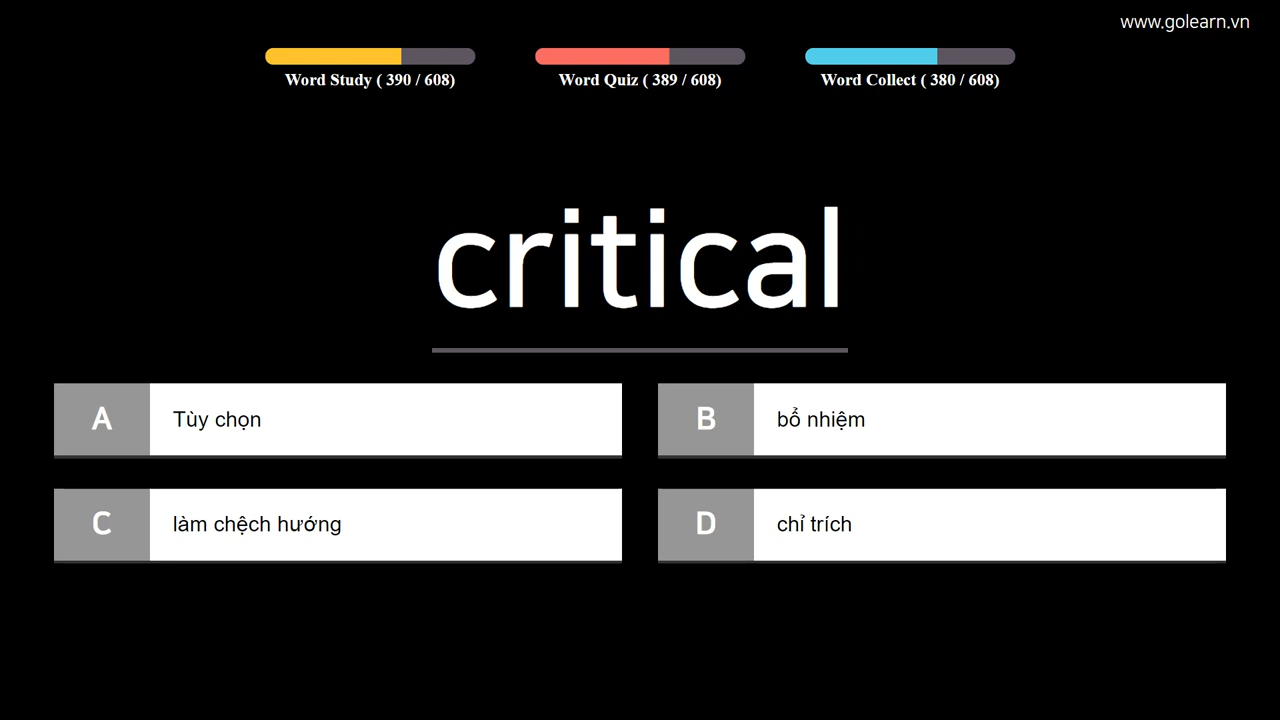 www.golearn.vn
Word Study ( 390 / 608)
Word Quiz ( 389 / 608)
Word Collect ( 380 / 608)
critical
A Tùy chọn
B bổ nhiệm
C làm chệch hướng
D chỉ trích